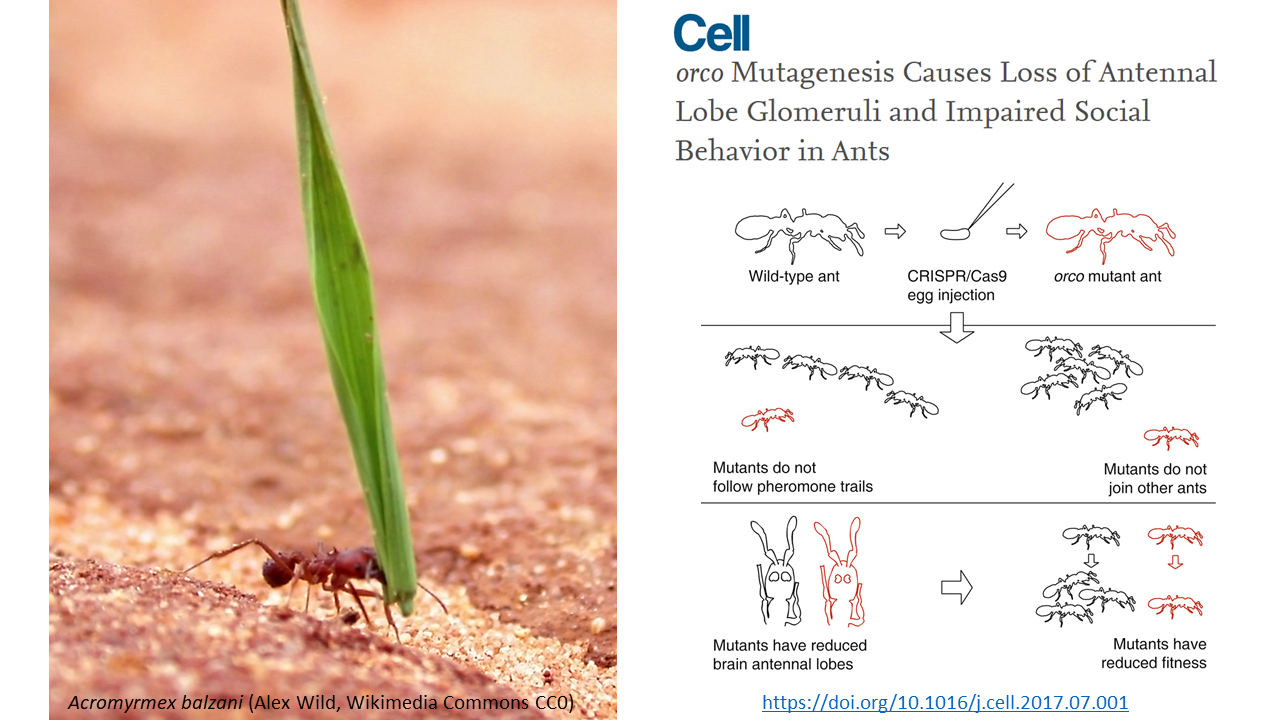 Cell
orco Mutagenesis Causes Loss of Antennal
Lobe Glomeruli and Impaired Social
Behavior in Ants
Wild-type ant
CRISPR/Cas9
egg injection
orco mutant ant
Mutants do not
follow pheromone trails
Mutants do not
join other ants
Mutants have reduced
brain antennal lobes
Mutants have
reduced fitness
Acromyrmex balzani (Alex Wild, Wikimedia Commons CC0)
https://doi.org/10.1016/j.cell.2017.07.001